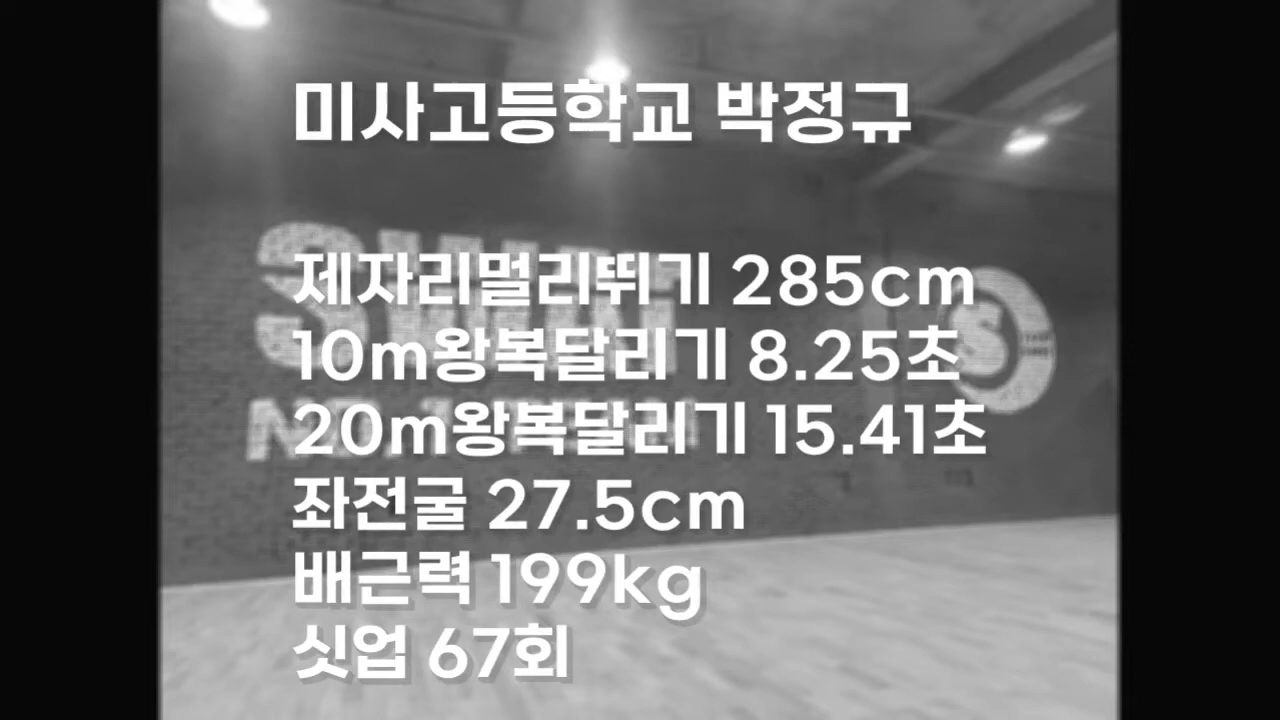 미사고등학교 박정규
제자리멀리뛰기 285cm
10m왕복달리기 8.25초
20m왕복달리기 15.41초
좌전굴 27.5cm
배근력 199kg
싯업 67회